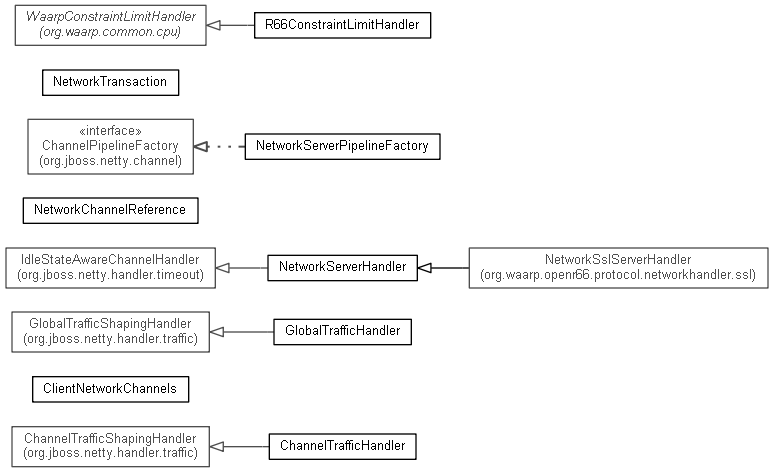 WaarpConstraintLimitHandler
(org.waarp.common.cpu)
R66ConstraintLimitHandler
NetworkTransaction
«interface»
ChannelPipelineFactory
(org.jboss.netty.channel)
NetworkServerPipelineFactory
NetworkChannelReference
IdleStateAwareChannelHandler
(org.jboss.netty.handler.timeout)
NetworkServerHandler
NetworkSslServerHandler
(org.waarp.openr66.protocol.networkhandler.ssl)
GlobalTrafficShapingHandler
(org.jboss.netty.handler.traffic)
GlobalTrafficHandler
ClientNetworkChannels
ChannelTrafficShapingHandler
(org.jboss.netty.handler.traffic)
ChannelTrafficHandler